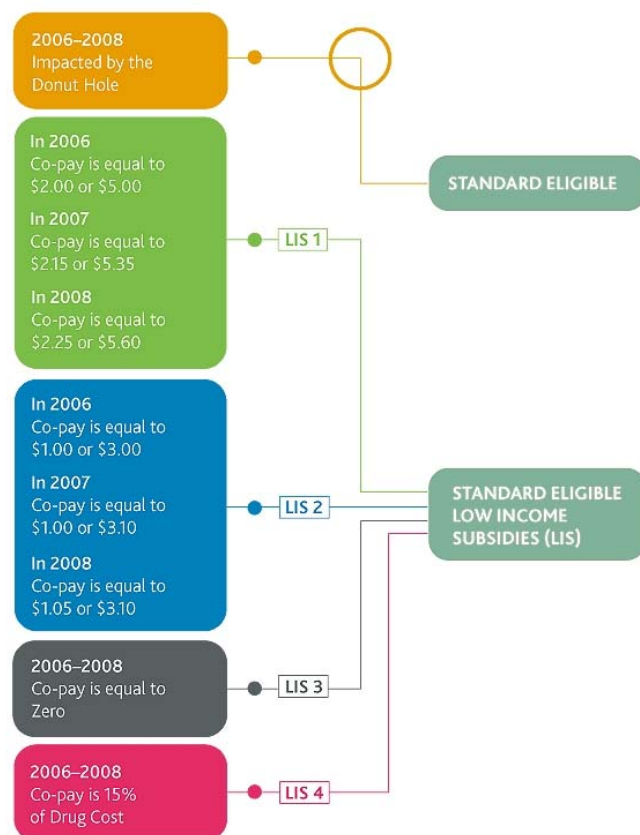 2006–2008
Impacted by the
Donut Hole
STANDARD ELIGIBLE
In 2006
Co-pay is equal to
$2.00 or $5.00
In 2007
Co-pay is equal to
$2.15 or $5.35
In 2008
Co-pay is equal to
$2.25 or $5.60
LIS 1
In 2006
Co-pay is equal to
$1.00 or $3.00
In 2007
Co-pay is equal to
$1.00 or $3.10
In 2008
Co-pay is equal to
$1.05 or $3.10
LIS 2
STANDARD ELIGIBLE
LOW INCOME
SUBSIDIES (LIS)
2006–2008
Co-pay is equal to
Zero
LIS 3
2006–2008
Co-pay is 15%
of Drug Cost
LIS 4